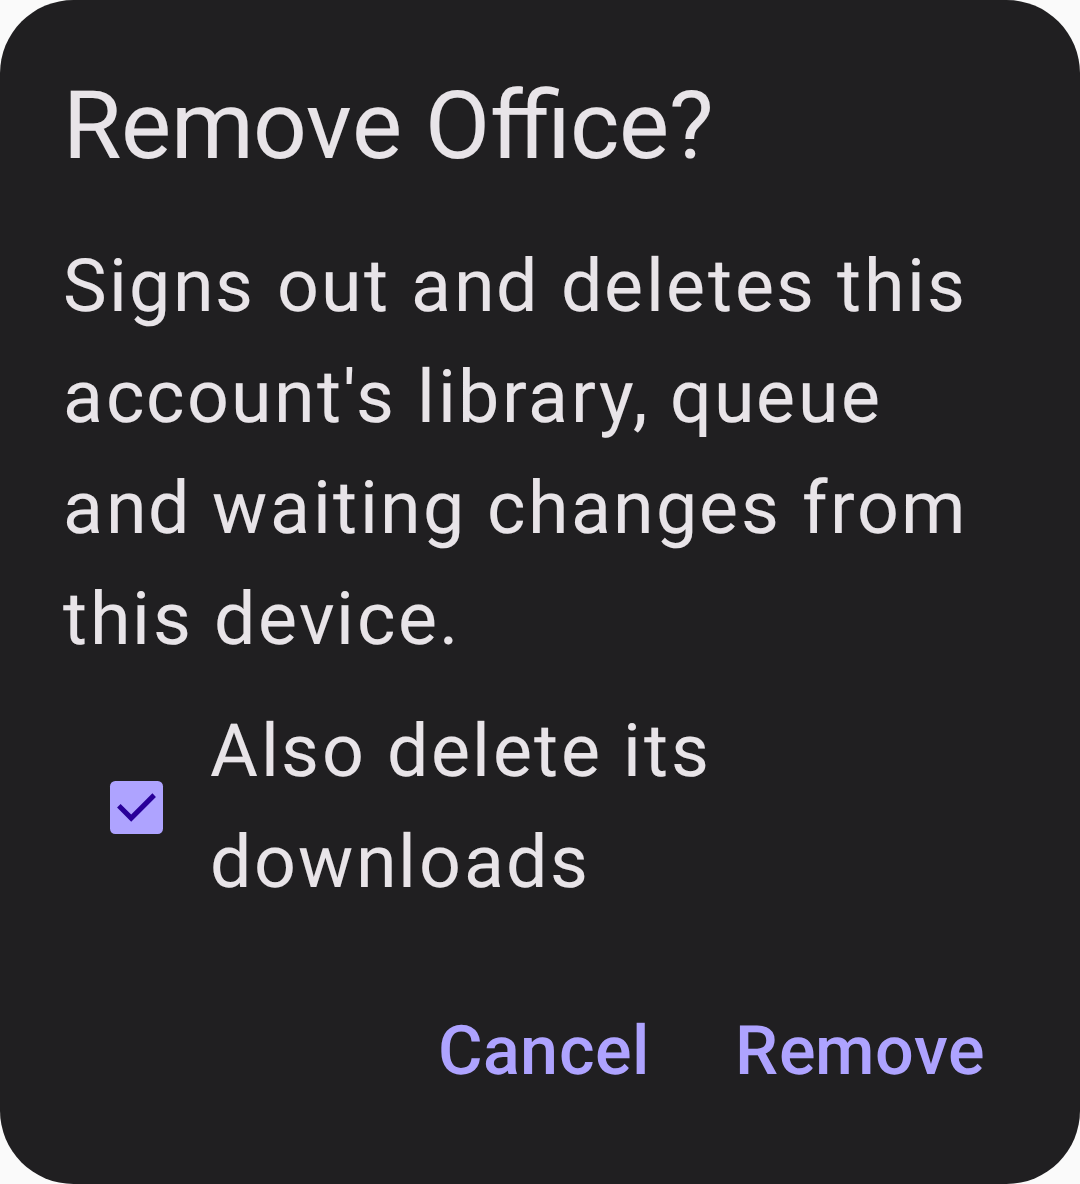 Remove Office?
Signs out and deletes this
account's library, queue
and waiting changes from
this device.
Also delete its
downloads
Cancel Remove